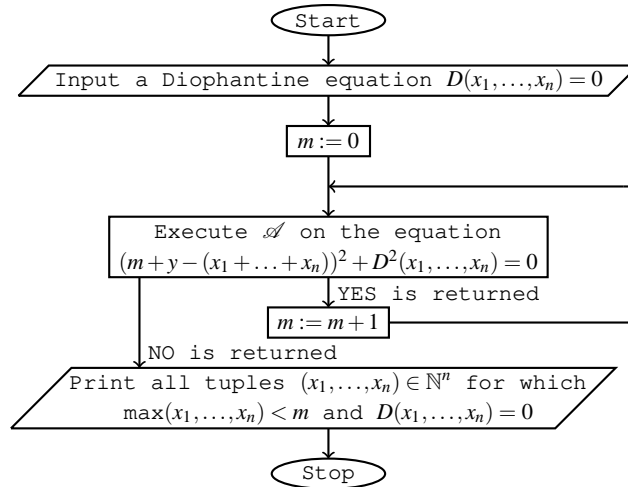 Start
Input a Diophantine equation D(x₁,…,xₙ)=0
m:=0
Execute 𝒜 on the equation
(m+y−(x₁+…+xₙ))²+D²(x₁,…,xₙ)=0
YES is returned
m:=m+1
NO is returned
Print all tuples (x₁,…,xₙ)∈ℕⁿ for which
max(x₁,…,xₙ)<m and D(x₁,…,xₙ)=0
Stop